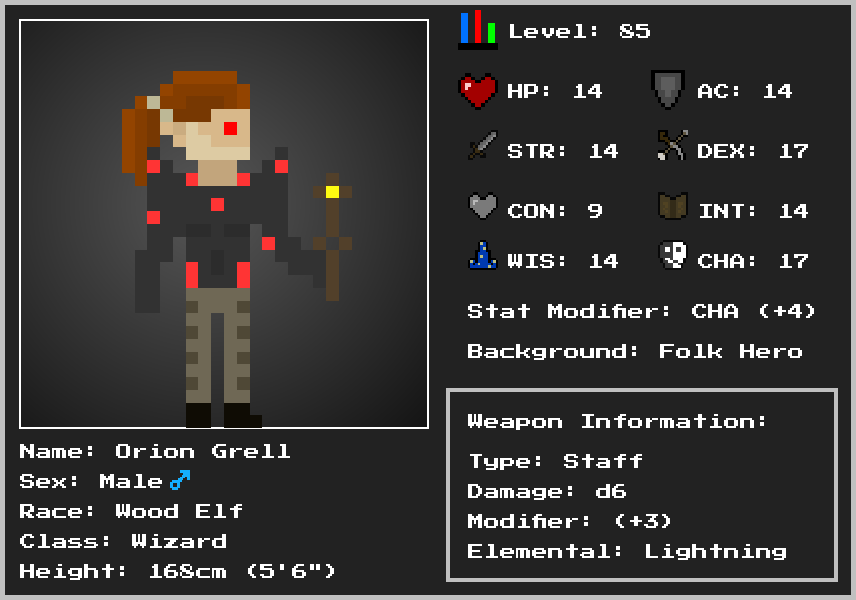 Level: 85
HP: 14
AC: 14
STR: 14
DEX: 17
CON: 9
INT: 14
WIS: 14
CHA: 17
Stat Modifier: CHA (+4)
Background: Folk Hero
Weapon Information:
Type: Staff
Damage: d6
Modifier: (+3)
Elemental: Lightning
Name: Orion Grell
Sex: Male ♂
Race: Wood Elf
Class: Wizard
Height: 168cm (5'6")